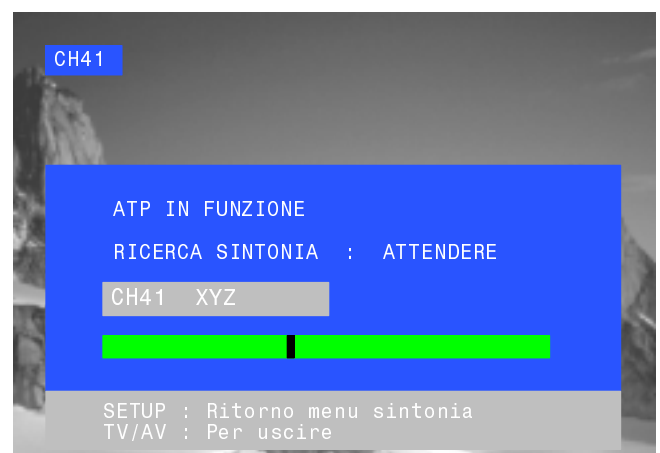 CH41
ATP IN FUNZIONE
RICERCA SINTONIA : ATTENDERE
CH41 XYZ
SETUP : Ritorno menu sintonia
TV/AV : Per uscire